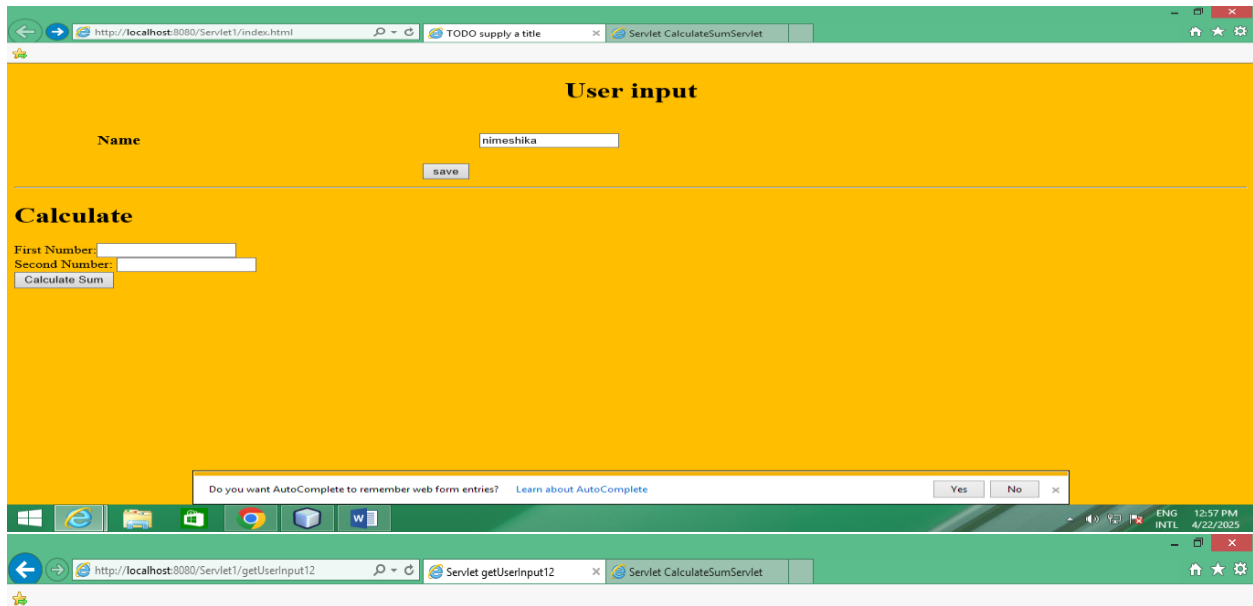 http://localhost:8080/Servlet1/index.html TODO supply a title Servlet CalculateSumServlet
User input
Name nimeshika
save
Calculate
First Number:
Second Number:
Calculate Sum
Do you want AutoComplete to remember web form entries? Learn about AutoComplete Yes No
ENG 12:57 PM
INTL 4/22/2025
http://localhost:8080/Servlet1/getUserInput12 Servlet getUserInput12 Servlet CalculateSumServlet